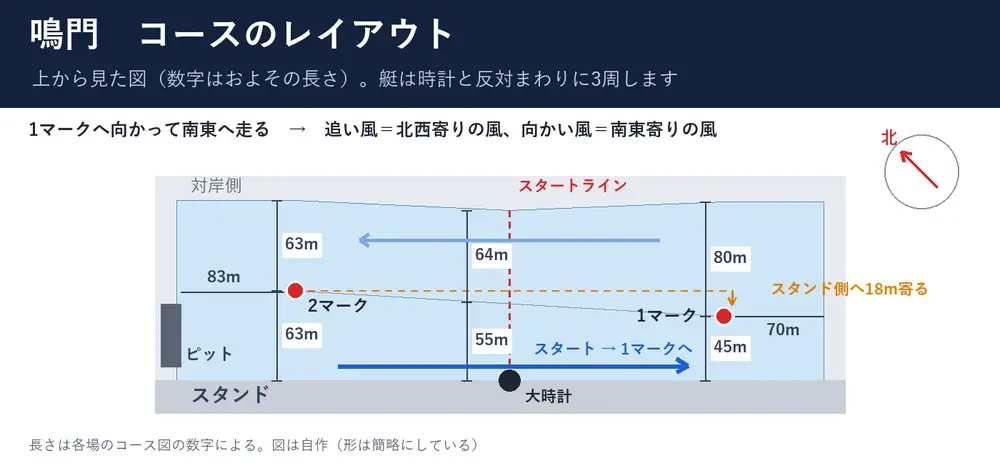 鳴門　コースのレイアウト
上から見た図（数字はおよその長さ）。艇は時計と反対まわりに3周します
1マークへ向かって南東へ走る　→　追い風＝北西寄りの風、向かい風＝南東寄りの風
北
対岸側
スタートライン
63m
64m
80m
83m
スタンド側へ18m寄る
2マーク
1マーク
70m
63m
55m
45m
スタート → 1マークへ
ピット
スタンド
大時計
長さは各場のコース図の数字による。図は自作（形は簡略にしている）